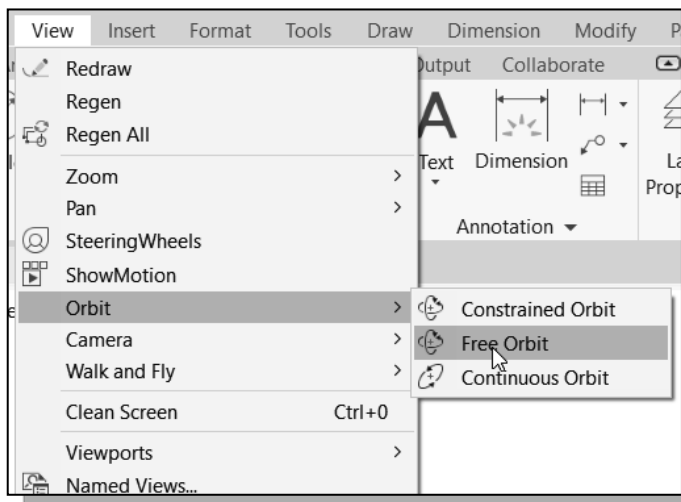 View Insert Format Tools Draw Dimension Modify
Output Collaborate
Redraw
Regen
Regen All
Text Dimension
Zoom
Pan
Annotation
SteeringWheels
ShowMotion
Orbit
Constrained Orbit
Camera
Free Orbit
Walk and Fly
Continuous Orbit
Clean Screen Ctrl+0
Viewports
Named Views...